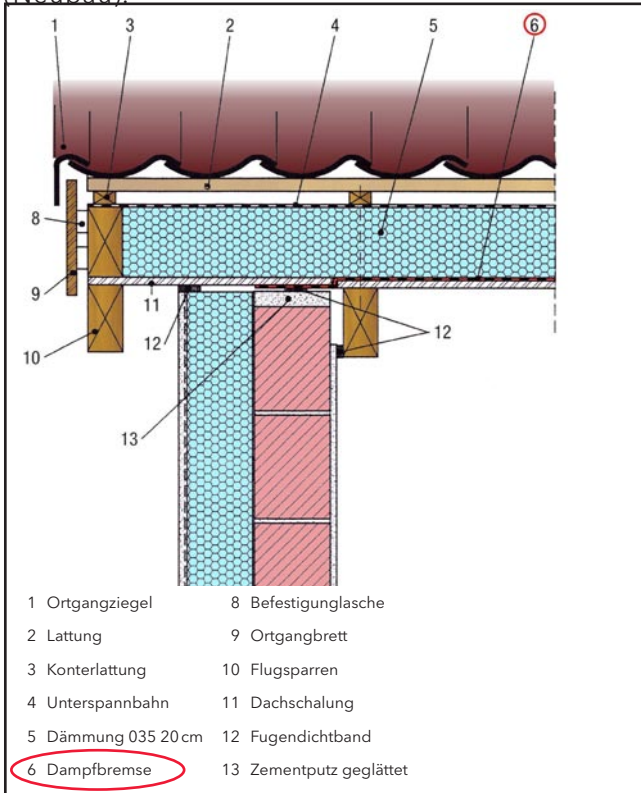 (Neubau).
1 3 2 4 5 6
8
9
11
10
12
12
13
1 Ortgangziegel
2 Lattung
3 Konterlattung
4 Unterspannbahn
5 Dämmung 035 20 cm
6 Dampfbremse
8 Befestigunglasche
9 Ortgangbrett
10 Flugsparren
11 Dachschalung
12 Fugendichtband
13 Zementputz geglättet